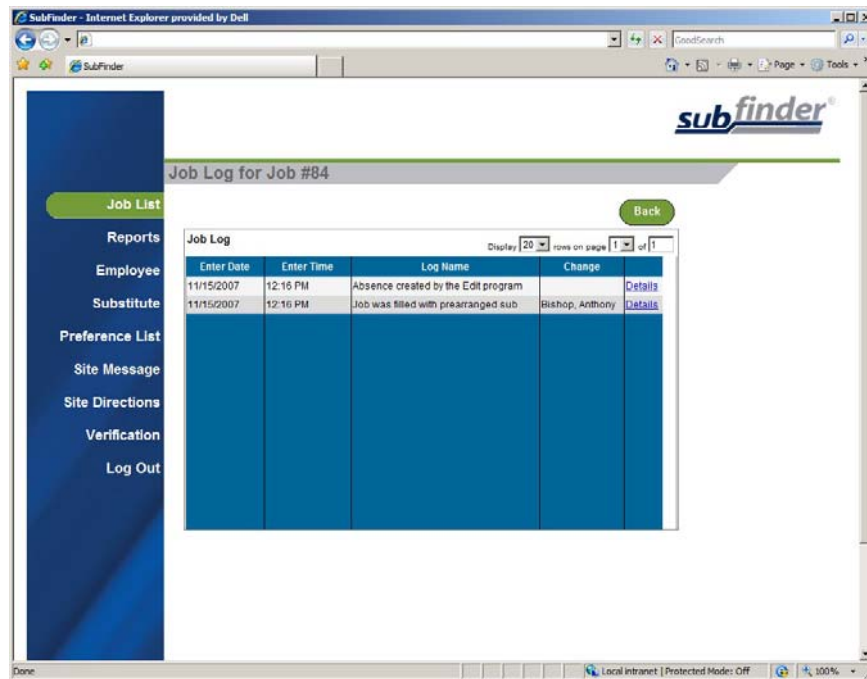 SubFinder - Internet Explorer provided by Dell
GoodSearch
SubFinder
Page
Tools
subfinder®
Job Log for Job #84
Job List
Reports
Employee
Substitute
Preference List
Site Message
Site Directions
Verification
Log Out
Back
Job Log
Display 20 rows on page 1 of 1
Enter Date Enter Time Log Name Change
11/15/2007 12:16 PM Absence created by the Edit program Details
11/15/2007 12:16 PM Job was filled with prearranged sub Bishop, Anthony Details
Done
Local intranet | Protected Mode: Off
100%